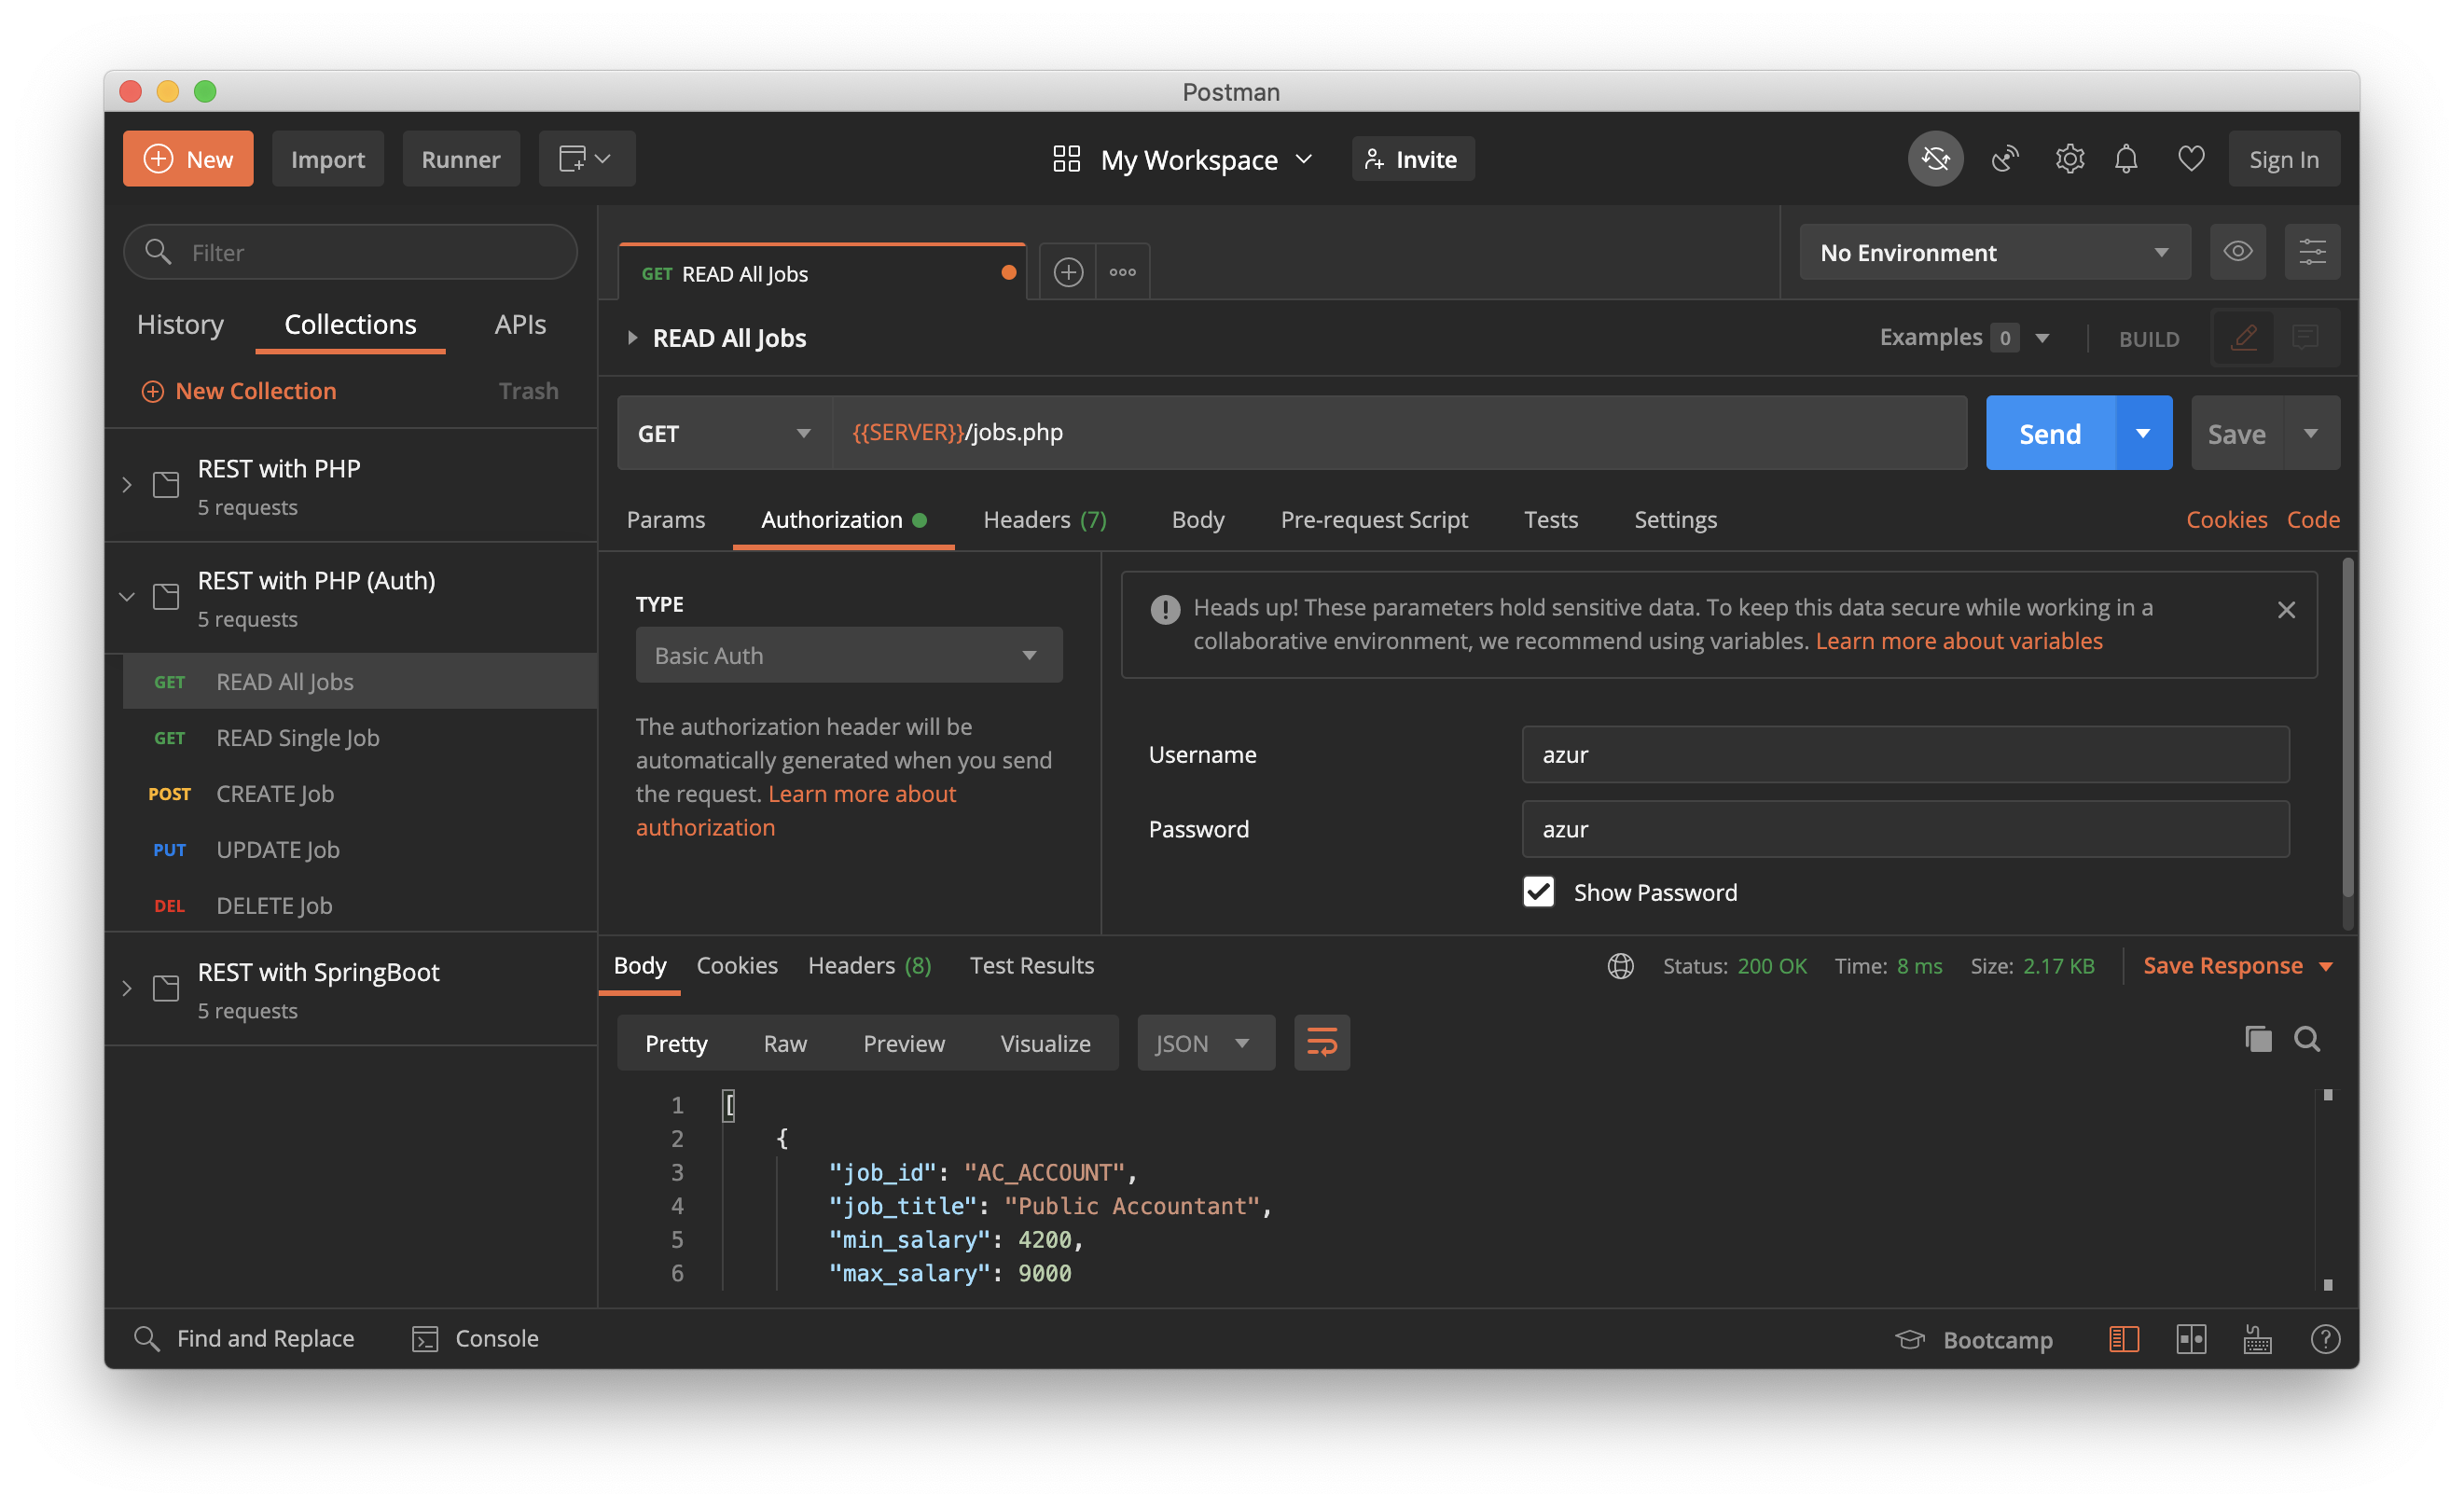 Postman
New
Import
Runner
My Workspace
Invite
Sign In
Filter
History
Collections
APIs
New Collection
Trash
REST with PHP
5 requests
REST with PHP (Auth)
5 requests
GET READ All Jobs
GET READ Single Job
POST CREATE Job
PUT UPDATE Job
DEL DELETE Job
REST with SpringBoot
5 requests
GET READ All Jobs
No Environment
READ All Jobs
Examples 0
BUILD
GET
{{SERVER}}/jobs.php
Send
Save
Params
Authorization
Headers (7)
Body
Pre-request Script
Tests
Settings
Cookies
Code
TYPE
Basic Auth
The authorization header will be
automatically generated when you send
the request. Learn more about
authorization
Heads up! These parameters hold sensitive data. To keep this data secure while working in a
collaborative environment, we recommend using variables. Learn more about variables
Username
azur
Password
azur
Show Password
Body
Cookies
Headers (8)
Test Results
Status: 200 OK
Time: 8 ms
Size: 2.17 KB
Save Response
Pretty
Raw
Preview
Visualize
JSON
1 [
2 {
3 "job_id": "AC_ACCOUNT",
4 "job_title": "Public Accountant",
5 "min_salary": 4200,
6 "max_salary": 9000
Find and Replace
Console
Bootcamp